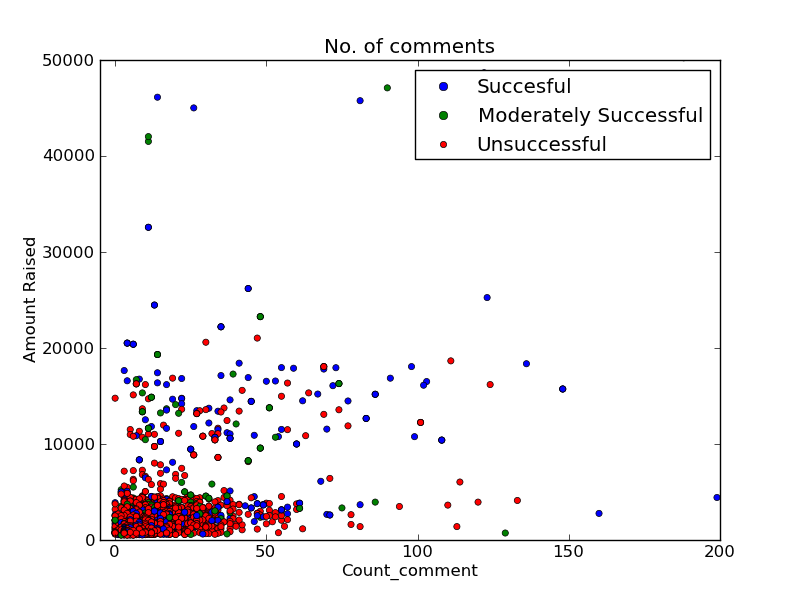 No. of comments
50000
40000
30000
20000
10000
0
Amount Raised
Succesful
Moderately Successful
Unsuccessful
0 50 100 150 200
Count_comment